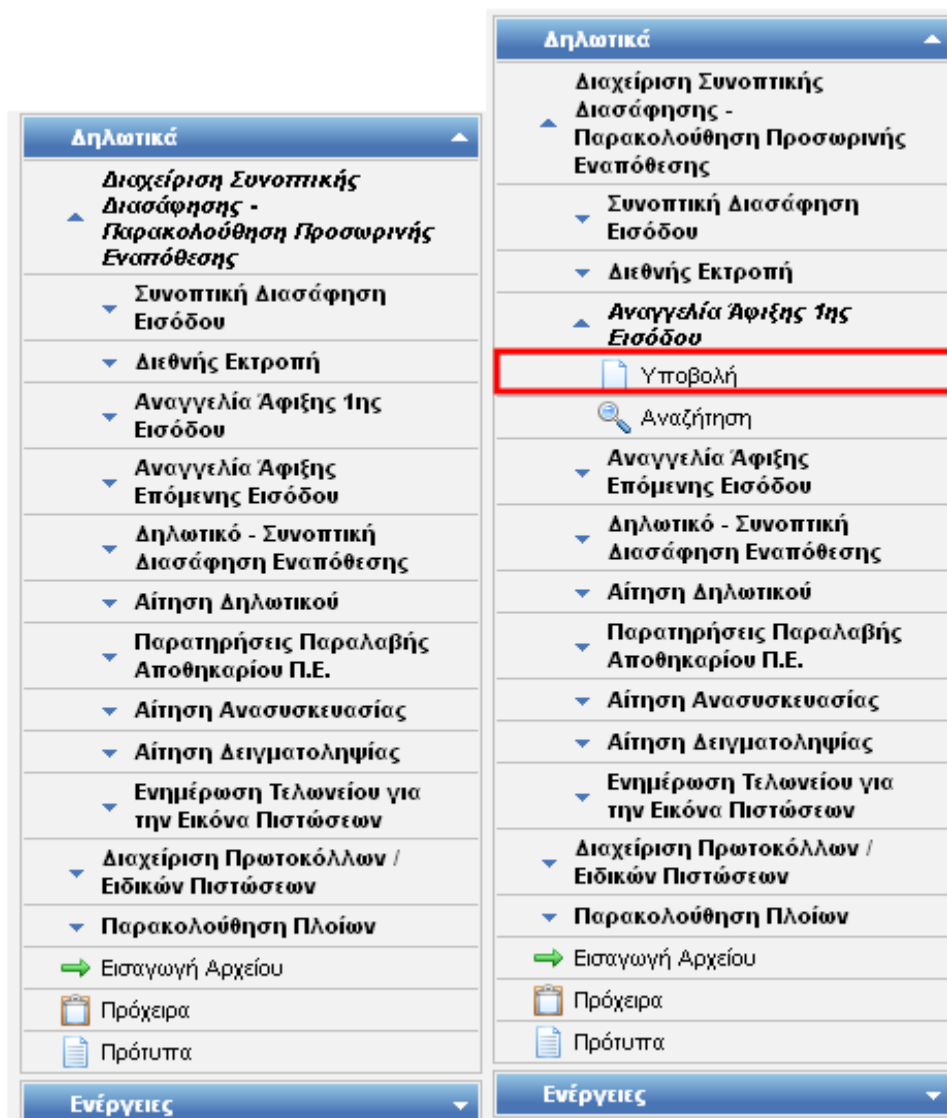 Δηλωτικά
Διαχείριση Συνοπτικής
Διασάφησης -
Παρακολούθηση Προσωρινής
Εναπόθεσης
Συνοπτική Διασάφηση
Εισόδου
Διεθνής Εκτροπή
Αναγγελία Άφιξης 1ης
Εισόδου
Αναγγελία Άφιξης
Επόμενης Εισόδου
Δηλωτικό - Συνοπτική
Διασάφηση Εναπόθεσης
Αίτηση Δηλωτικού
Παρατηρήσεις Παραλαβής
Αποθηκαρίου Π.Ε.
Αίτηση Ανασυσκευασίας
Αίτηση Δειγματοληψίας
Ενημέρωση Τελωνείου για
την Εικόνα Πιστώσεων
Διαχείριση Πρωτοκόλλων /
Ειδικών Πιστώσεων
Παρακολούθηση Πλοίων
Εισαγωγή Αρχείου
Πρόχειρα
Πρότυπα
Ενέργειες
Δηλωτικά
Διαχείριση Συνοπτικής
Διασάφησης -
Παρακολούθηση Προσωρινής
Εναπόθεσης
Συνοπτική Διασάφηση
Εισόδου
Διεθνής Εκτροπή
Αναγγελία Άφιξης 1ης
Εισόδου
Υποβολή
Αναζήτηση
Αναγγελία Άφιξης
Επόμενης Εισόδου
Δηλωτικό - Συνοπτική
Διασάφηση Εναπόθεσης
Αίτηση Δηλωτικού
Παρατηρήσεις Παραλαβής
Αποθηκαρίου Π.Ε.
Αίτηση Ανασυσκευασίας
Αίτηση Δειγματοληψίας
Ενημέρωση Τελωνείου για
την Εικόνα Πιστώσεων
Διαχείριση Πρωτοκόλλων /
Ειδικών Πιστώσεων
Παρακολούθηση Πλοίων
Εισαγωγή Αρχείου
Πρόχειρα
Πρότυπα
Ενέργειες